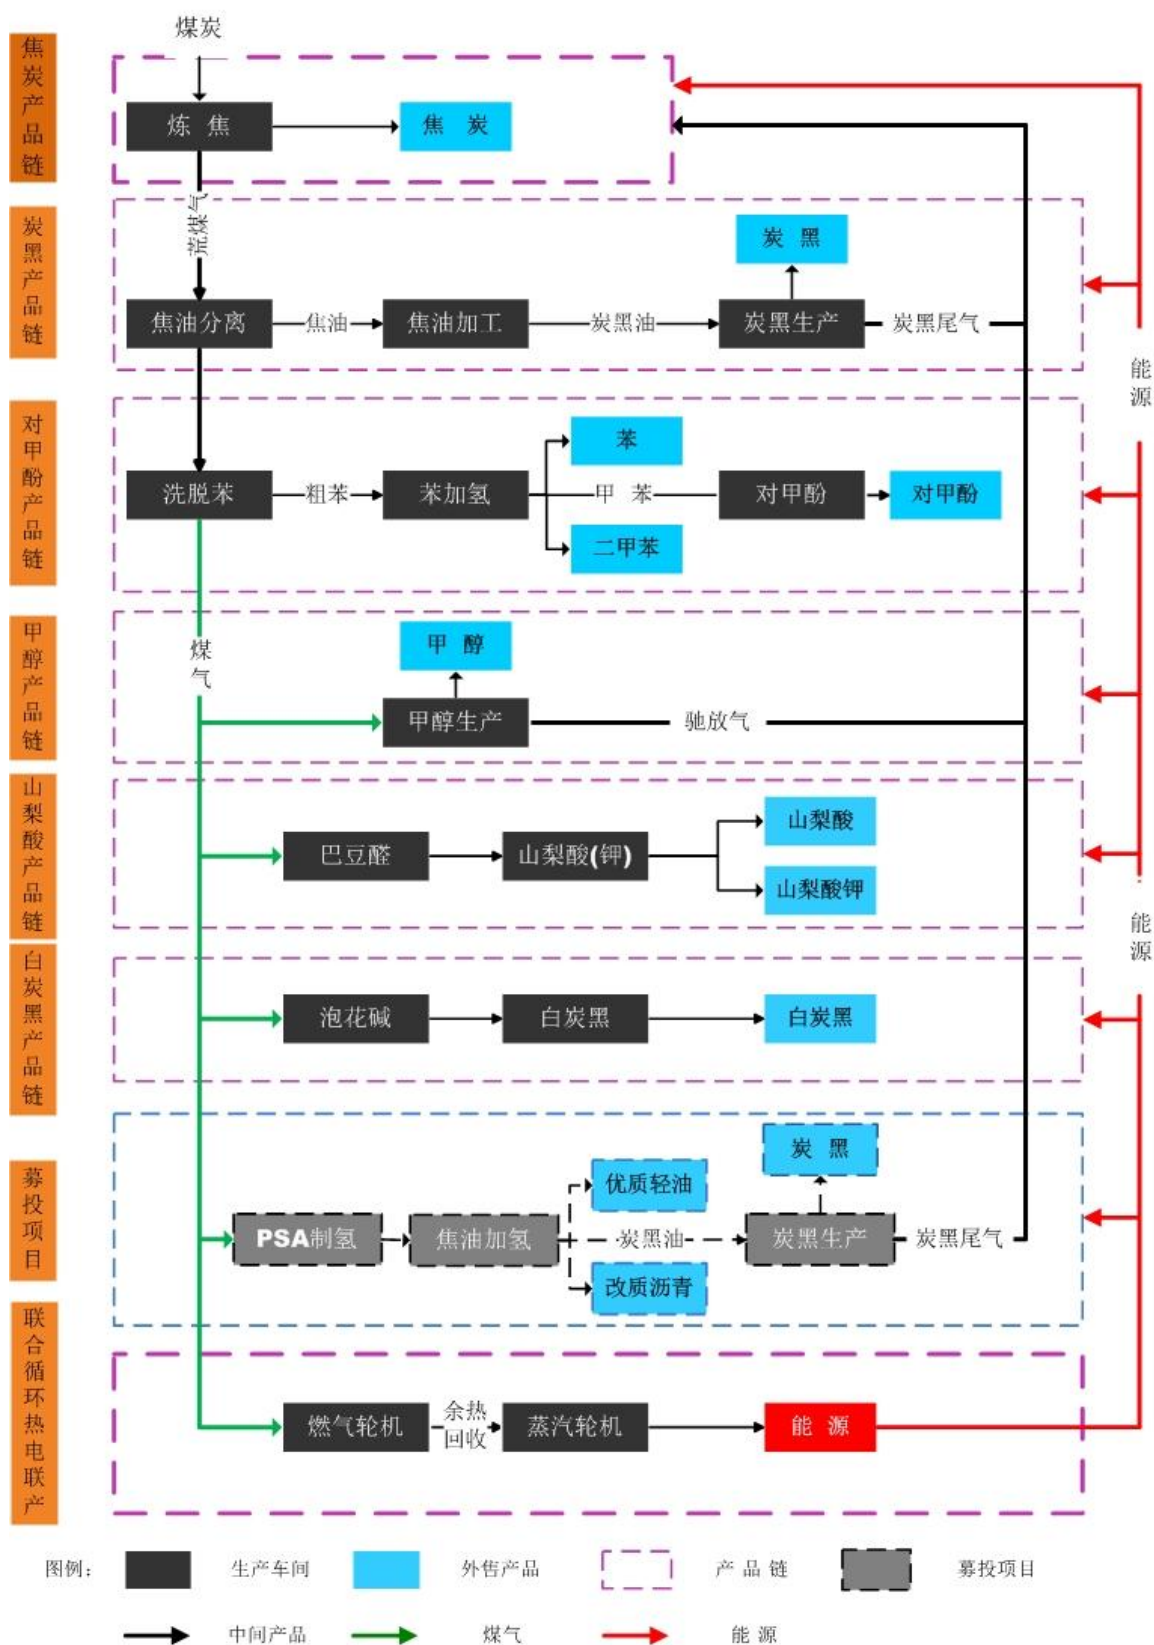 煤炭
焦炭产品链
炼焦
焦炭
荒煤气
炭黑产品链
炭黑
焦油分离
焦油
焦油加工
炭黑油
炭黑生产
炭黑尾气
能源
对甲酚产品链
苯
洗脱苯
粗苯
苯加氢
甲苯
对甲酚
对甲酚
二甲苯
甲醇产品链
煤气
甲醇
甲醇生产
驰放气
山梨酸产品链
山梨酸
巴豆醛
山梨酸(钾)
山梨酸钾
能源
白炭黑产品链
泡花碱
白炭黑
白炭黑
募投项目
炭黑
优质轻油
PSA制氢
焦油加氢
炭黑油
炭黑生产
炭黑尾气
改质沥青
联合循环热电联产
燃气轮机
余热
回收
蒸汽轮机
能源
图例：
生产车间
外售产品
产品链
募投项目
中间产品
煤气
能源